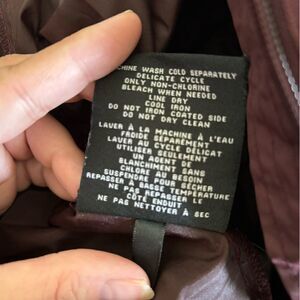 MACHINE WASH COLD SEPARATELY
DELICATE CYCLE
ONLY NON-CHLORINE
BLEACH WHEN NEEDED
LINE DRY
COOL IRON
DO NOT IRON COATED SIDE
DO NOT DRY CLEAN
LAVER À LA MACHINE À L'EAU
FROIDE SÉPARÉMENT
LAVER AU CYCLE DÉLICAT
UTILISER SEULEMENT
UN AGENT DE
BLANCHIMENT SANS
CHLORE AU BESOIN
SUSPENDRE POUR SÉCHER
REPASSER À BASSE TEMPÉRATURE
NE PAS REPASSER LE
CÔTÉ ENDUIT
NE PAS NETTOYER À SEC